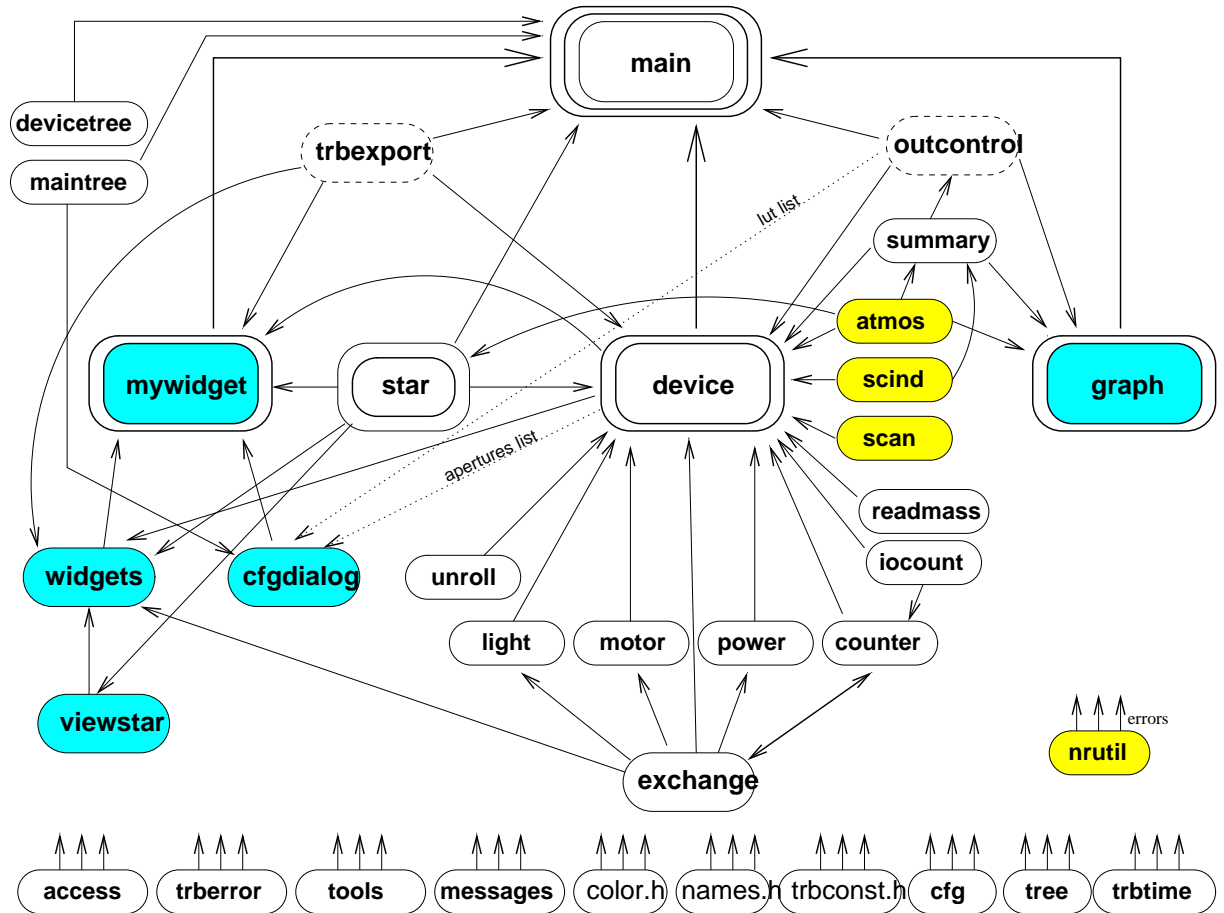 main
devicetree
trbexport
outcontrol
maintree
lut list
summary
atmos
mywidget
star
device
scind
graph
scan
apertures list
readmass
widgets
cfgdialog
unroll
iocount
light
motor
power
counter
viewstar
errors
nrutil
exchange
access
trberror
tools
messages
color.h
names.h
trbconst.h
cfg
tree
trbtime